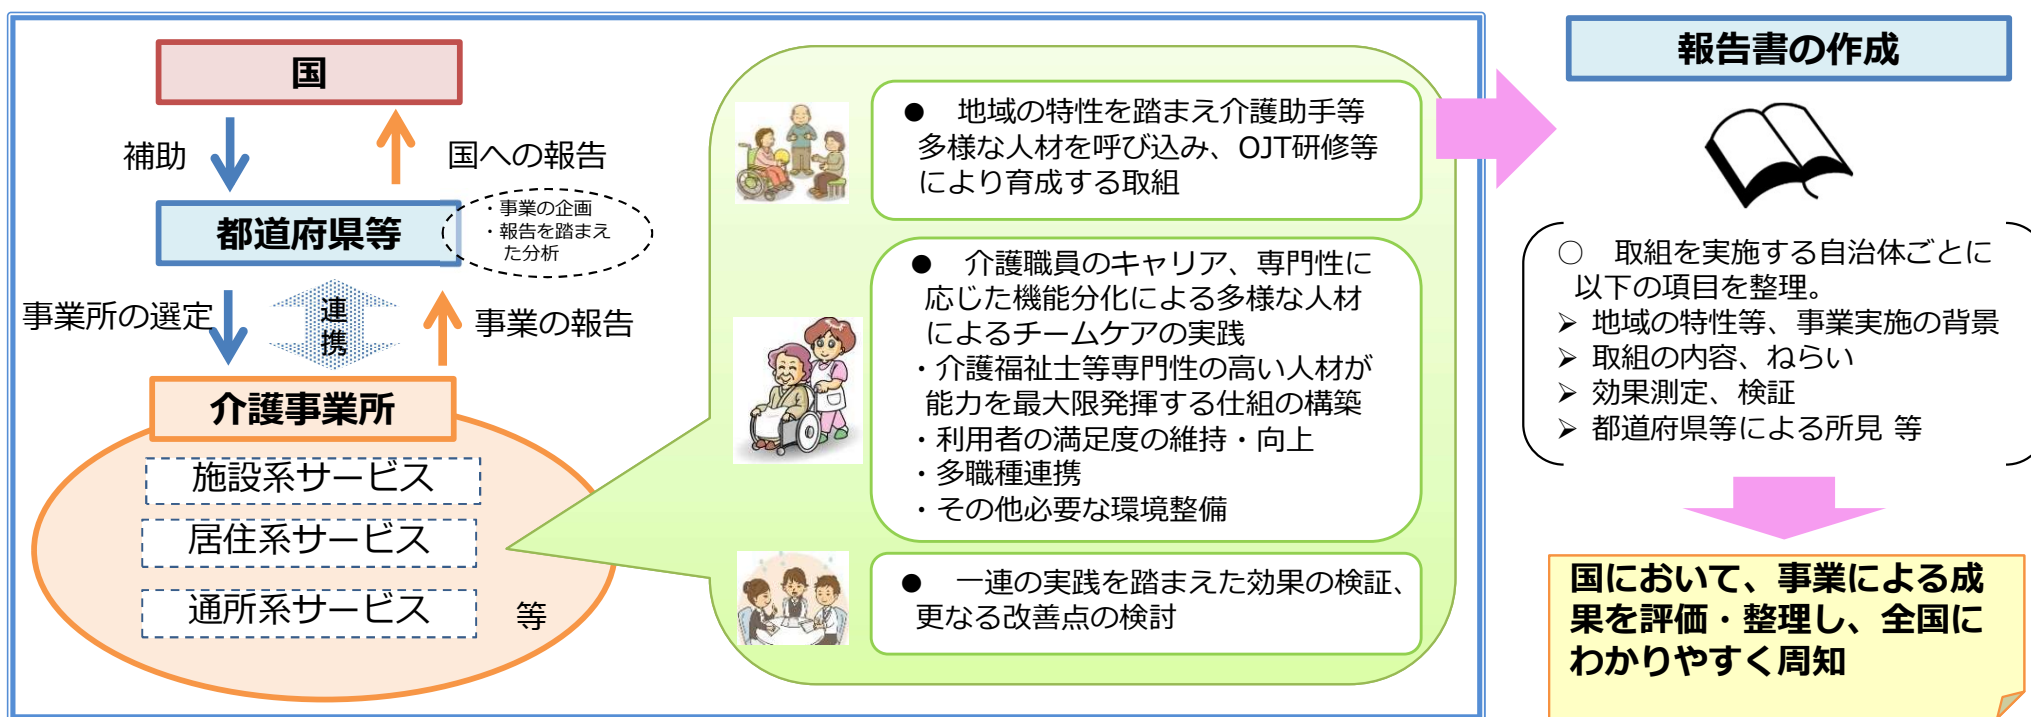 国
補助
国への報告
都道府県等
・事業の企画
・報告を踏まえ
た分析
事業所の選定
連
携
事業の報告
介護事業所
施設系サービス
居住系サービス
通所系サービス
等
● 地域の特性を踏まえ介護助手等
多様な人材を呼び込み、OJT研修等
により育成する取組
● 介護職員のキャリア、専門性に
応じた機能分化による多様な人材
によるチームケアの実践
・介護福祉士等専門性の高い人材が
能力を最大限発揮する仕組の構築
・利用者の満足度の維持・向上
・多職種連携
・その他必要な環境整備
● 一連の実践を踏まえた効果の検証、
更なる改善点の検討
報告書の作成
○ 取組を実施する自治体ごとに
以下の項目を整理。
➢ 地域の特性等、事業実施の背景
➢ 取組の内容、ねらい
➢ 効果測定、検証
➢ 都道府県等による所見 等
国において、事業による成
果を評価・整理し、全国に
わかりやすく周知